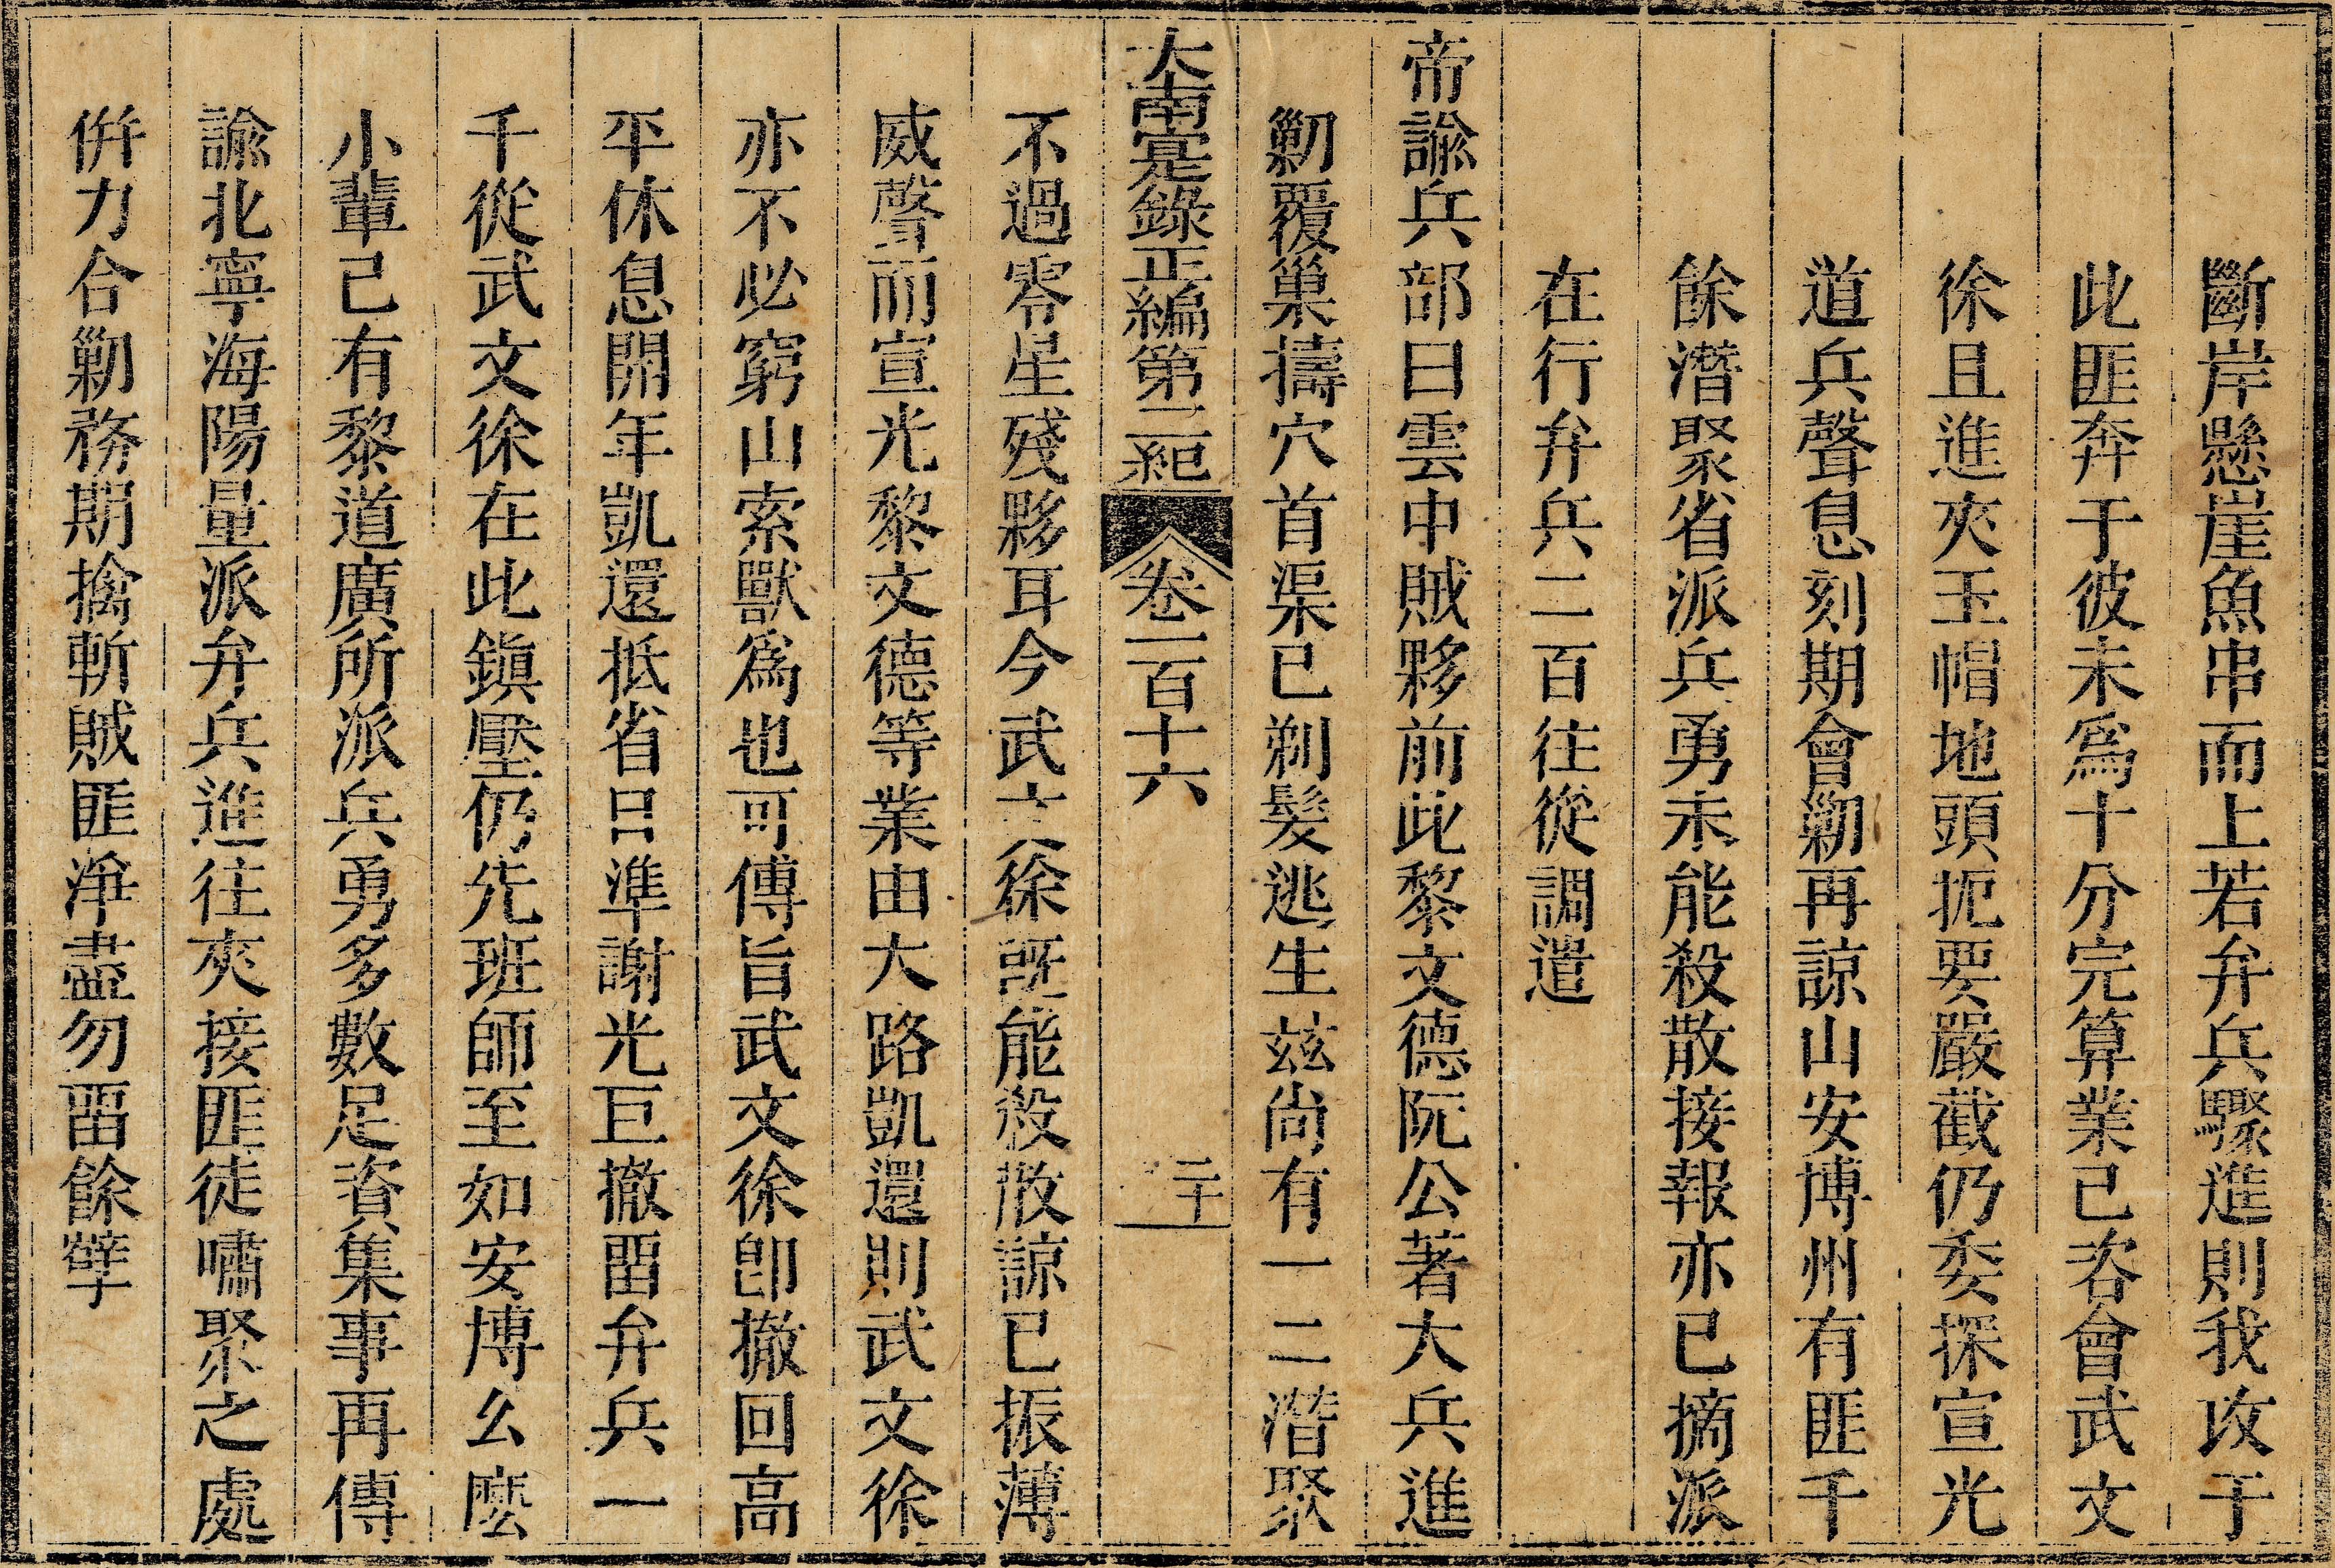 斷岸懸崖魚串而上若弁兵驟進則我攻于
此匪奔于彼未爲十分完算業已咨會武文
徐且進夾玉帽地頭扼要嚴截仍委探宣光
道兵聲息刻期會勦再諒山安博州有匪千
餘潛聚省派兵勇未能殺散接報亦已摘派
在行弁兵二百往從調遣
帝諭兵部曰雲中賊夥前此黎文德阮公著大兵進
勦覆巢擣穴首渠已剃髮逃生玆尚有一二潛聚
大南寔錄正編第二紀 卷一百十六 二十
不過零星殘夥耳今武文徐旣能殺散諒已振薄
威聲而宣光黎文德等業由大路凱還則武文徐
亦不必窮山索獸爲也可傳旨武文徐卽撤回高
平休息開年凱還抵省日準謝光巨撤畱弁兵一
千從武文徐在此鎭壓仍先班師至如安博么麽
小輩已有黎道廣所派兵勇多數足資集事再傳
諭北寧海陽量派弁兵進往夾接匪徒嘯聚之處
倂力合勦務期擒斬賊匪淨盡勿畱餘孽